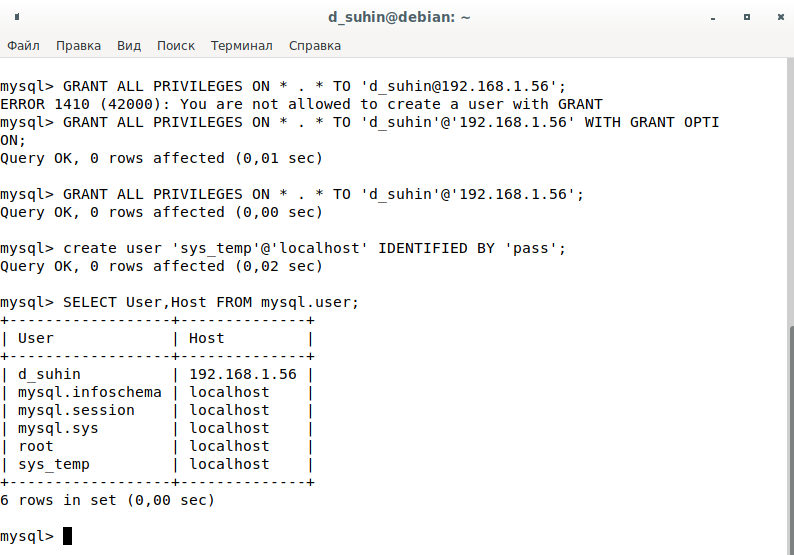 d_suhin@debian: ~
Файл Правка Вид Поиск Терминал Справка
mysql> GRANT ALL PRIVILEGES ON * . * TO 'd_suhin@192.168.1.56';
ERROR 1410 (42000): You are not allowed to create a user with GRANT
mysql> GRANT ALL PRIVILEGES ON * . * TO 'd_suhin'@'192.168.1.56' WITH GRANT OPTI
ON;
Query OK, 0 rows affected (0,01 sec)
mysql> GRANT ALL PRIVILEGES ON * . * TO 'd_suhin'@'192.168.1.56';
Query OK, 0 rows affected (0,00 sec)
mysql> create user 'sys_temp'@'localhost' IDENTIFIED BY 'pass';
Query OK, 0 rows affected (0,02 sec)
mysql> SELECT User,Host FROM mysql.user;
+------------------+--------------+
| User             | Host         |
+------------------+--------------+
| d_suhin          | 192.168.1.56 |
| mysql.infoschema | localhost    |
| mysql.session    | localhost    |
| mysql.sys        | localhost    |
| root             | localhost    |
| sys_temp         | localhost    |
+------------------+--------------+
6 rows in set (0,00 sec)
mysql>